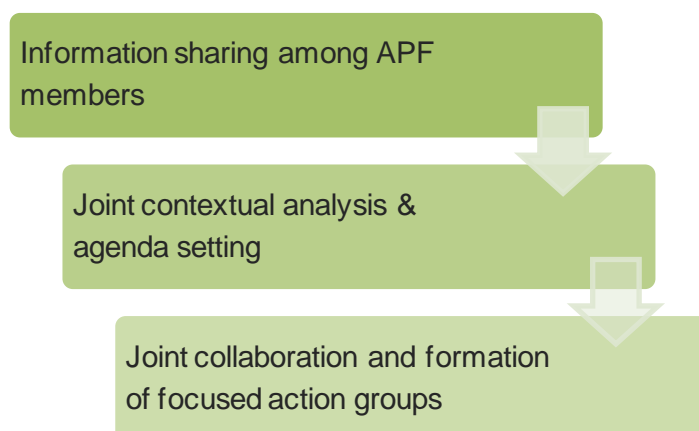 Information sharing among APF
members
Joint contextual analysis &
agenda setting
Joint collaboration and formation
of focused action groups